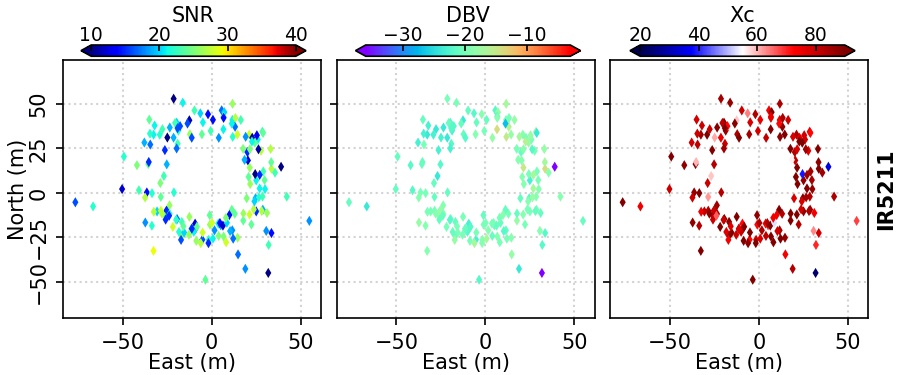 SNR DBV Xc
10 20 30 40 −30 −20 −10 20 40 60 80
50
25
0
−25
−50
North (m)
−50 0 50 −50 0 50 −50 0 50
East (m) East (m) East (m)
IR5211